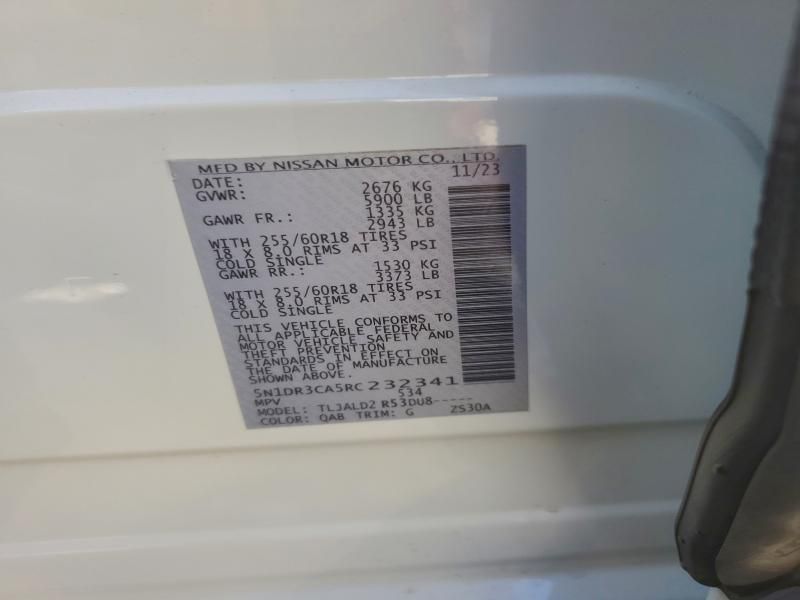 MFD BY NISSAN MOTOR CO., LTD.
DATE: 11/23
GVWR: 2676 KG
5900 LB
GAWR FR.: 1335 KG
2943 LB
WITH 255/60R18 TIRES
18 X 8.0 RIMS AT 33 PSI
COLD SINGLE
GAWR RR.: 1530 KG
3373 LB
WITH 255/60R18 TIRES
18 X 8.0 RIMS AT 33 PSI
COLD SINGLE
THIS VEHICLE CONFORMS TO
ALL APPLICABLE FEDERAL
MOTOR VEHICLE SAFETY AND
THEFT PREVENTION
STANDARDS IN EFFECT ON
THE DATE OF MANUFACTURE
SHOWN ABOVE.
5N1DR3CA5RC232341
MPV 534
MODEL: TLJALD2 R53DU8-----
COLOR: QAB TRIM: G ZS30A